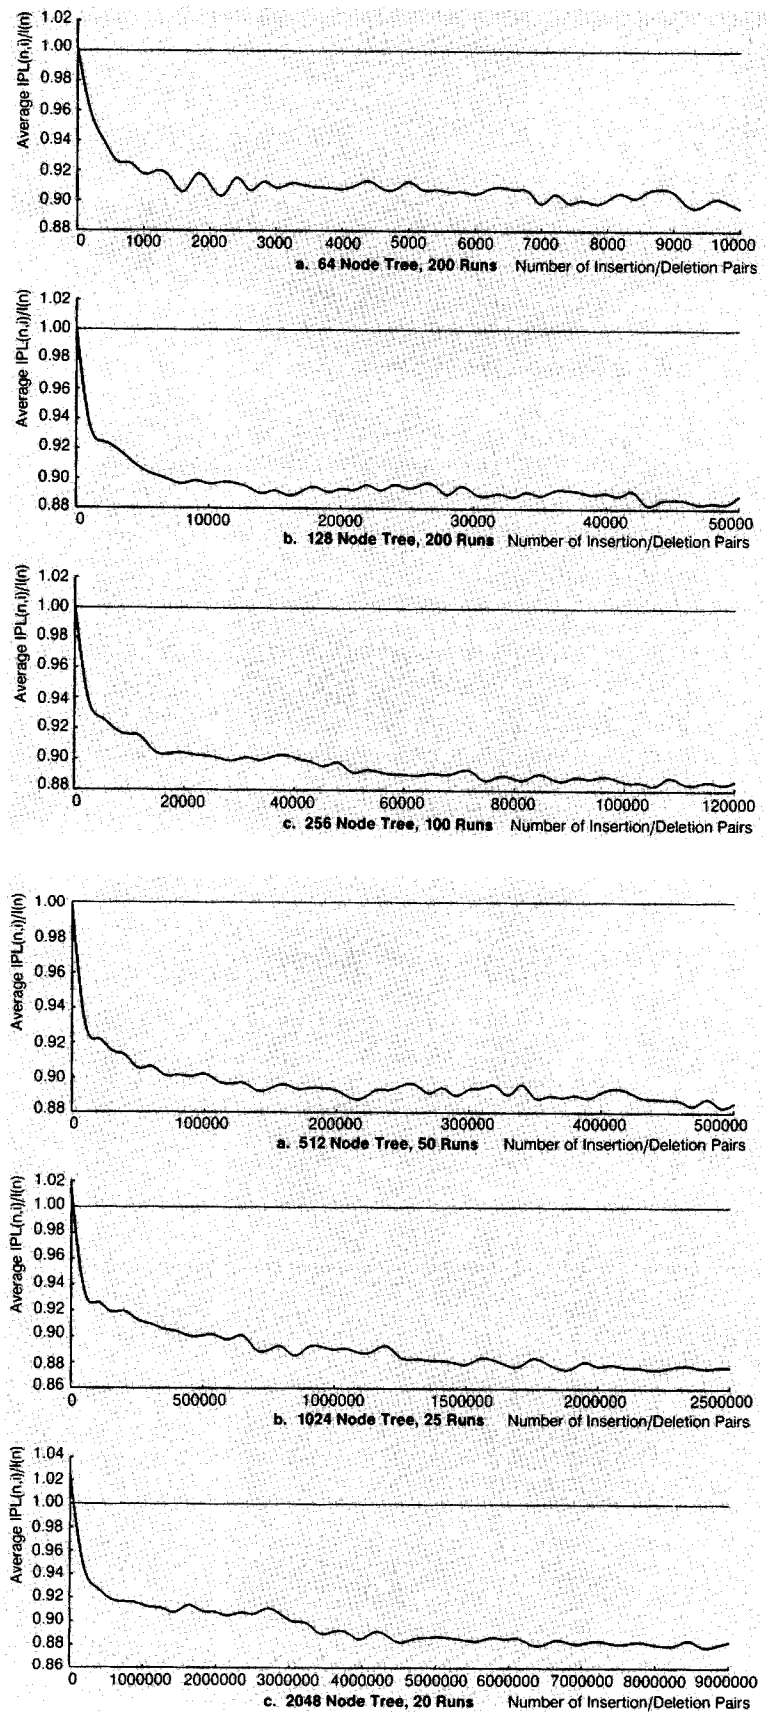 Average IPL(n,i)/I(n)
1.02
1.00
0.98
0.96
0.94
0.92
0.90
0.88
0 1000 2000 3000 4000 5000 6000 7000 8000 9000 10000
a. 64 Node Tree, 200 Runs Number of Insertion/Deletion Pairs
Average IPL(n,i)/I(n)
1.02
1.00
0.98
0.96
0.94
0.92
0.90
0.88
0 10000 20000 30000 40000 50000
b. 128 Node Tree, 200 Runs Number of Insertion/Deletion Pairs
Average IPL(n,i)/I(n)
1.02
1.00
0.98
0.96
0.94
0.92
0.90
0.88
0 20000 40000 60000 80000 100000 120000
c. 256 Node Tree, 100 Runs Number of Insertion/Deletion Pairs
Average IPL(n,i)/I(n)
1.00
0.98
0.96
0.94
0.92
0.90
0.88
0 100000 200000 300000 400000 500000
a. 512 Node Tree, 50 Runs Number of Insertion/Deletion Pairs
Average IPL(n,i)/I(n)
1.02
1.00
0.98
0.96
0.94
0.92
0.90
0.88
0.86
0 500000 1000000 1500000 2000000 2500000
b. 1024 Node Tree, 25 Runs Number of Insertion/Deletion Pairs
Average IPL(n,i)/I(n)
1.04
1.02
1.00
0.98
0.96
0.94
0.92
0.90
0.88
0.86
0 1000000 2000000 3000000 4000000 5000000 6000000 7000000 8000000 9000000
c. 2048 Node Tree, 20 Runs Number of Insertion/Deletion Pairs